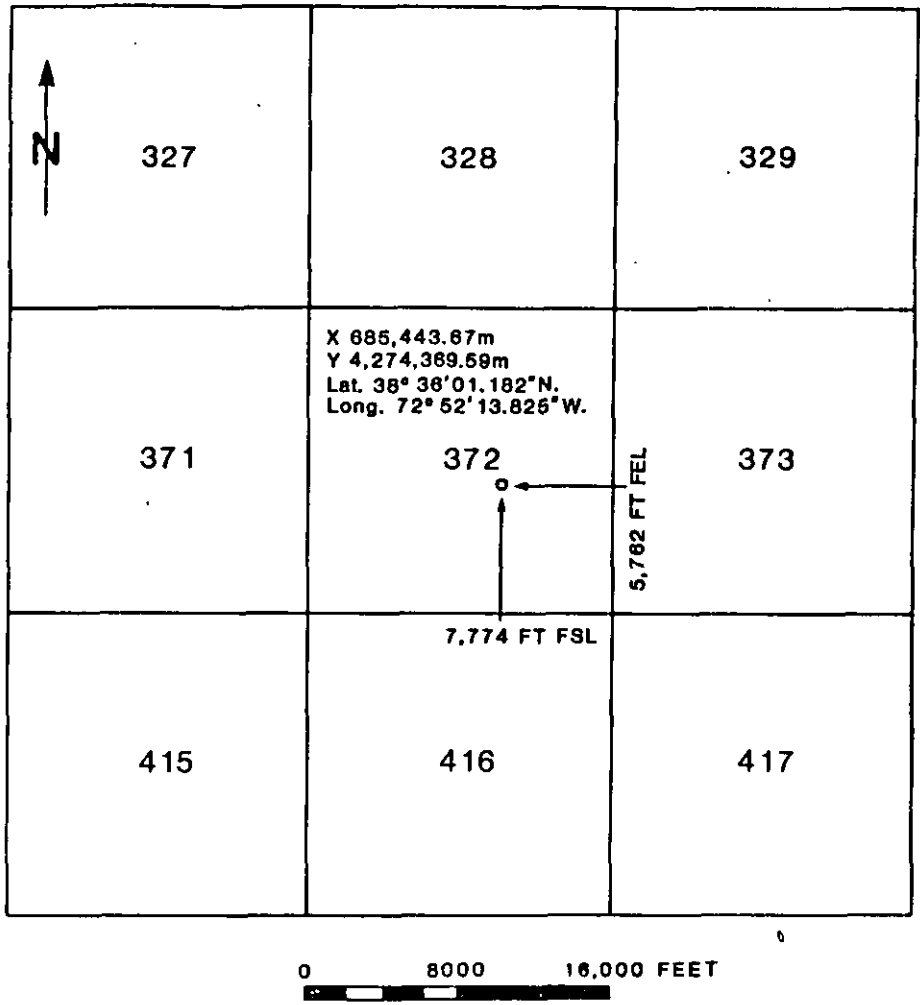 N
327 328 329
X 685,443.67m
Y 4,274,369.59m
Lat. 38° 36'01.182"N.
Long. 72° 52'13.825"W.
371 372 373
5,762 FT FEL
7,774 FT FSL
415 416 417
0 8000 16,000 FEET